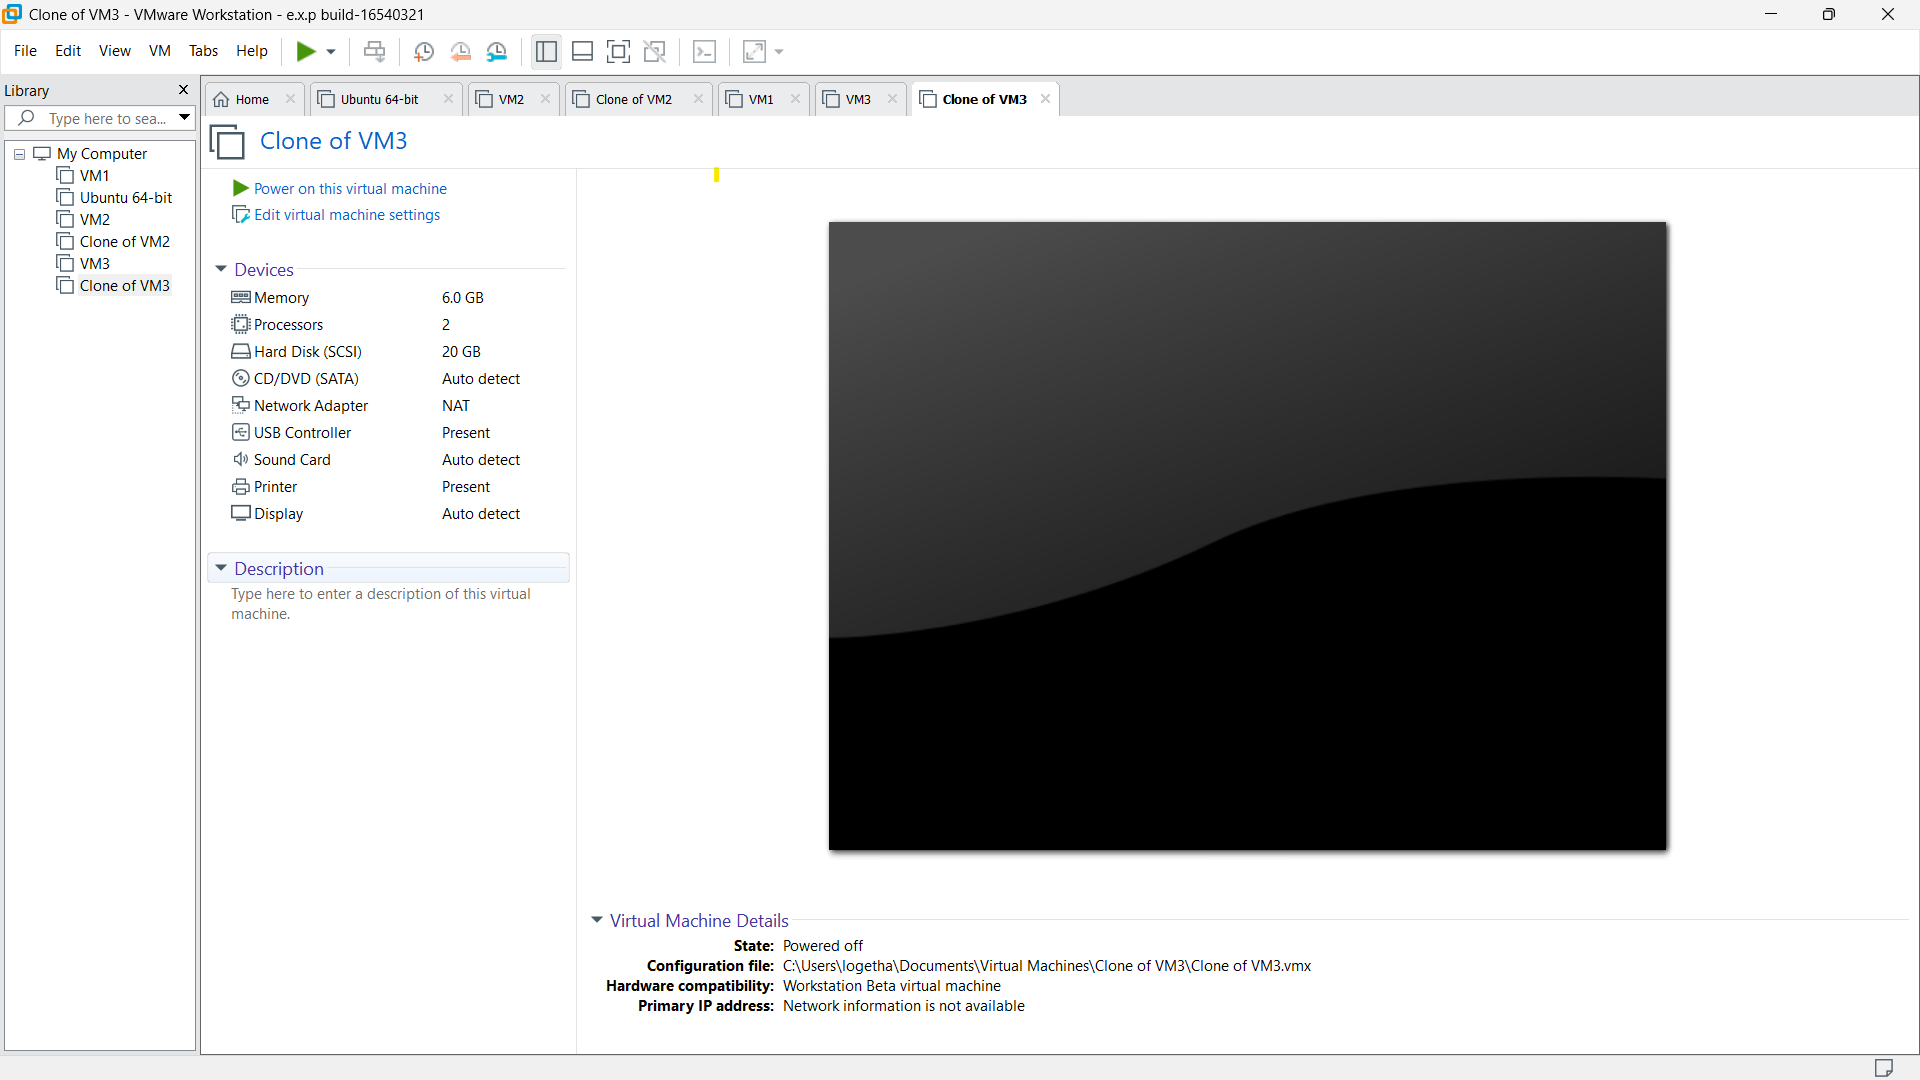 Clone of VM3 - VMware Workstation - e.x.p build-16540321
File Edit View VM Tabs Help
Library
Type here to sea...
My Computer
VM1
Ubuntu 64-bit
VM2
Clone of VM2
VM3
Clone of VM3
Home Ubuntu 64-bit VM2 Clone of VM2 VM1 VM3 Clone of VM3
Clone of VM3
Power on this virtual machine
Edit virtual machine settings
Devices
Memory 6.0 GB
Processors 2
Hard Disk (SCSI) 20 GB
CD/DVD (SATA) Auto detect
Network Adapter NAT
USB Controller Present
Sound Card Auto detect
Printer Present
Display Auto detect
Description
Type here to enter a description of this virtual
machine.
Virtual Machine Details
State: Powered off
Configuration file: C:\Users\logetha\Documents\Virtual Machines\Clone of VM3\Clone of VM3.vmx
Hardware compatibility: Workstation Beta virtual machine
Primary IP address: Network information is not available